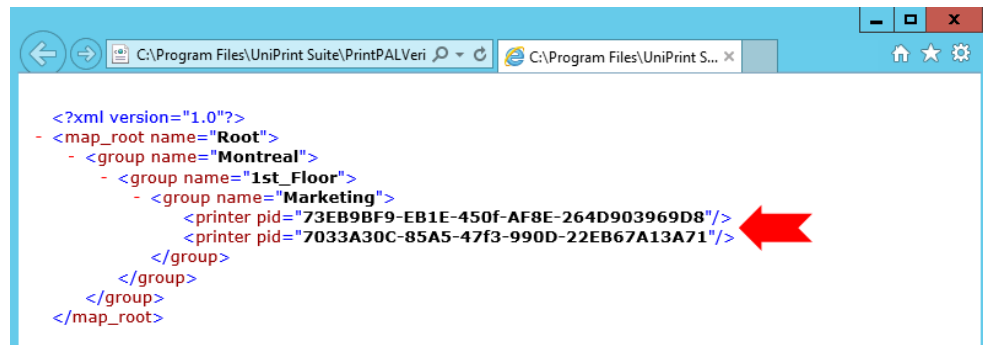 C:\Program Files\UniPrint Suite\PrintPALVeri
C:\Program Files\UniPrint S...
<?xml version="1.0"?>
- <map_root name="Root">
- <group name="Montreal">
- <group name="1st_Floor">
- <group name="Marketing">
<printer pid="73EB9BF9-EB1E-450f-AF8E-264D903969D8"/>
<printer pid="7033A30C-85A5-47f3-990D-22EB67A13A71"/>
</group>
</group>
</group>
</map_root>